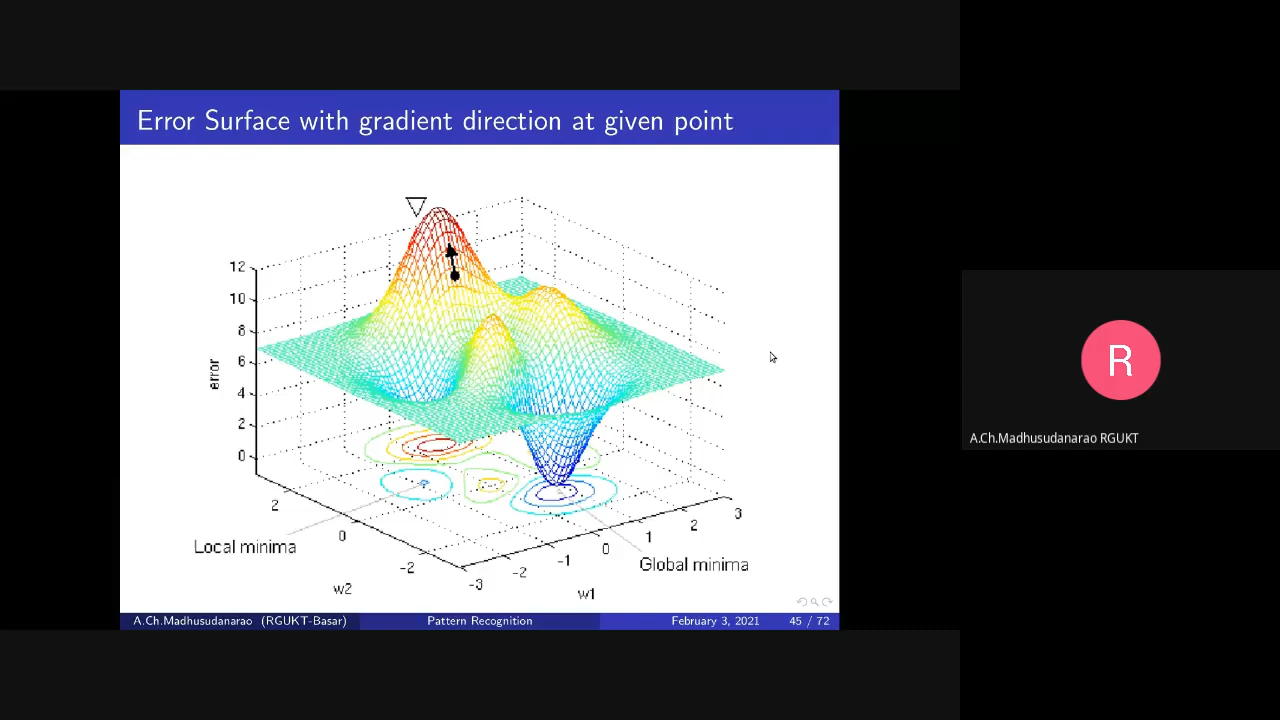 Error Surface with gradient direction at given point
▽
12
10
8
6
4
2
0
error
2
0
-2
w2
-3
-2
-1
0
1
2
3
w1
Local minima
Global minima
A.Ch.Madhusudanarao (RGUKT-Basar) Pattern Recognition February 3, 2021 45 / 72
R
A.Ch.Madhusudanarao RGUKT